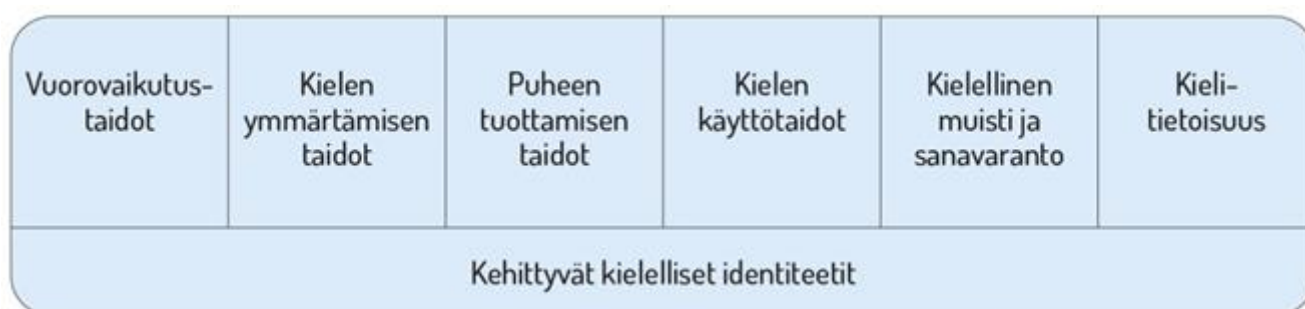 Vuorovaikutus-
taidot
Kielen
ymmärtämisen
taidot
Puheen
tuottamisen
taidot
Kielen
käyttötaidot
Kielellinen
muisti ja
sanavaranto
Kieli-
tietoisuus
Kehittyvät kielelliset identiteetit